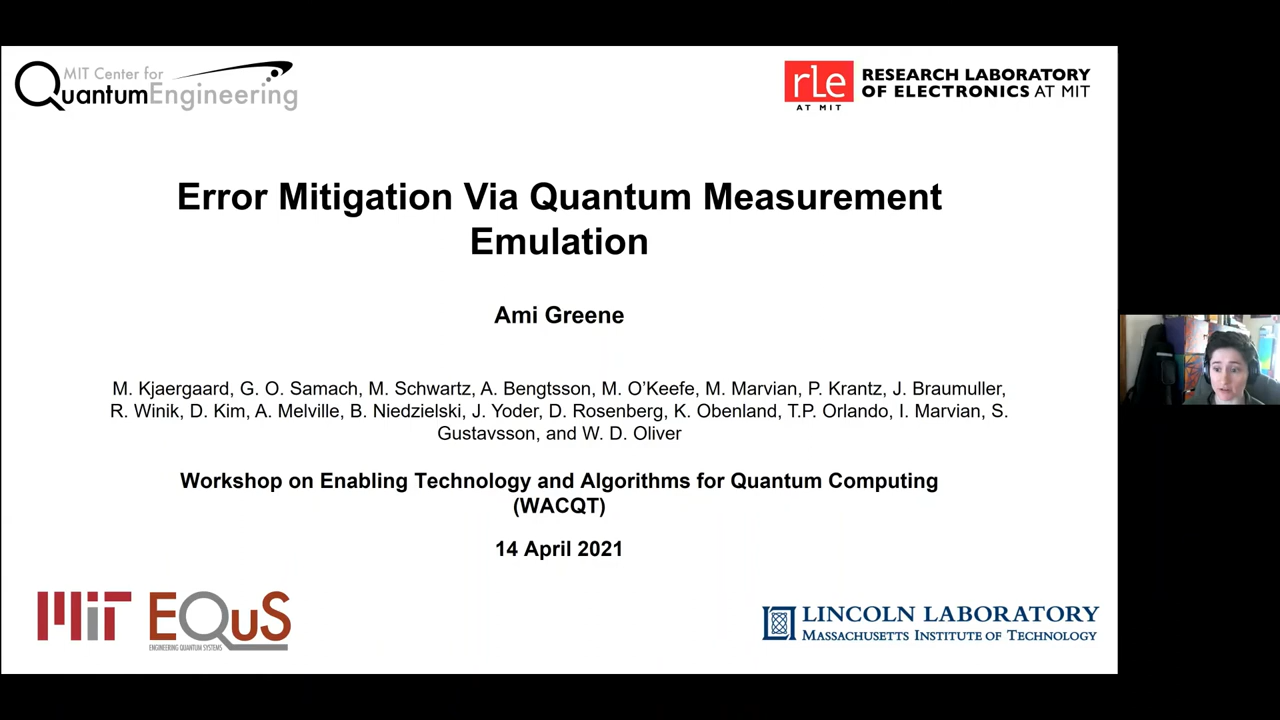 MIT Center for
QuantumEngineering
rle
AT MIT
RESEARCH LABORATORY
OF ELECTRONICS AT MIT
Error Mitigation Via Quantum Measurement
Emulation
Ami Greene
M. Kjaergaard, G. O. Samach, M. Schwartz, A. Bengtsson, M. O'Keefe, M. Marvian, P. Krantz, J. Braumuller,
R. Winik, D. Kim, A. Melville, B. Niedzielski, J. Yoder, D. Rosenberg, K. Obenland, T.P. Orlando, I. Marvian, S.
Gustavsson, and W. D. Oliver
Workshop on Enabling Technology and Algorithms for Quantum Computing
(WACQT)
14 April 2021
MIT EQuS
ENGINEERING QUANTUM SYSTEMS
LINCOLN LABORATORY
MASSACHUSETTS INSTITUTE OF TECHNOLOGY